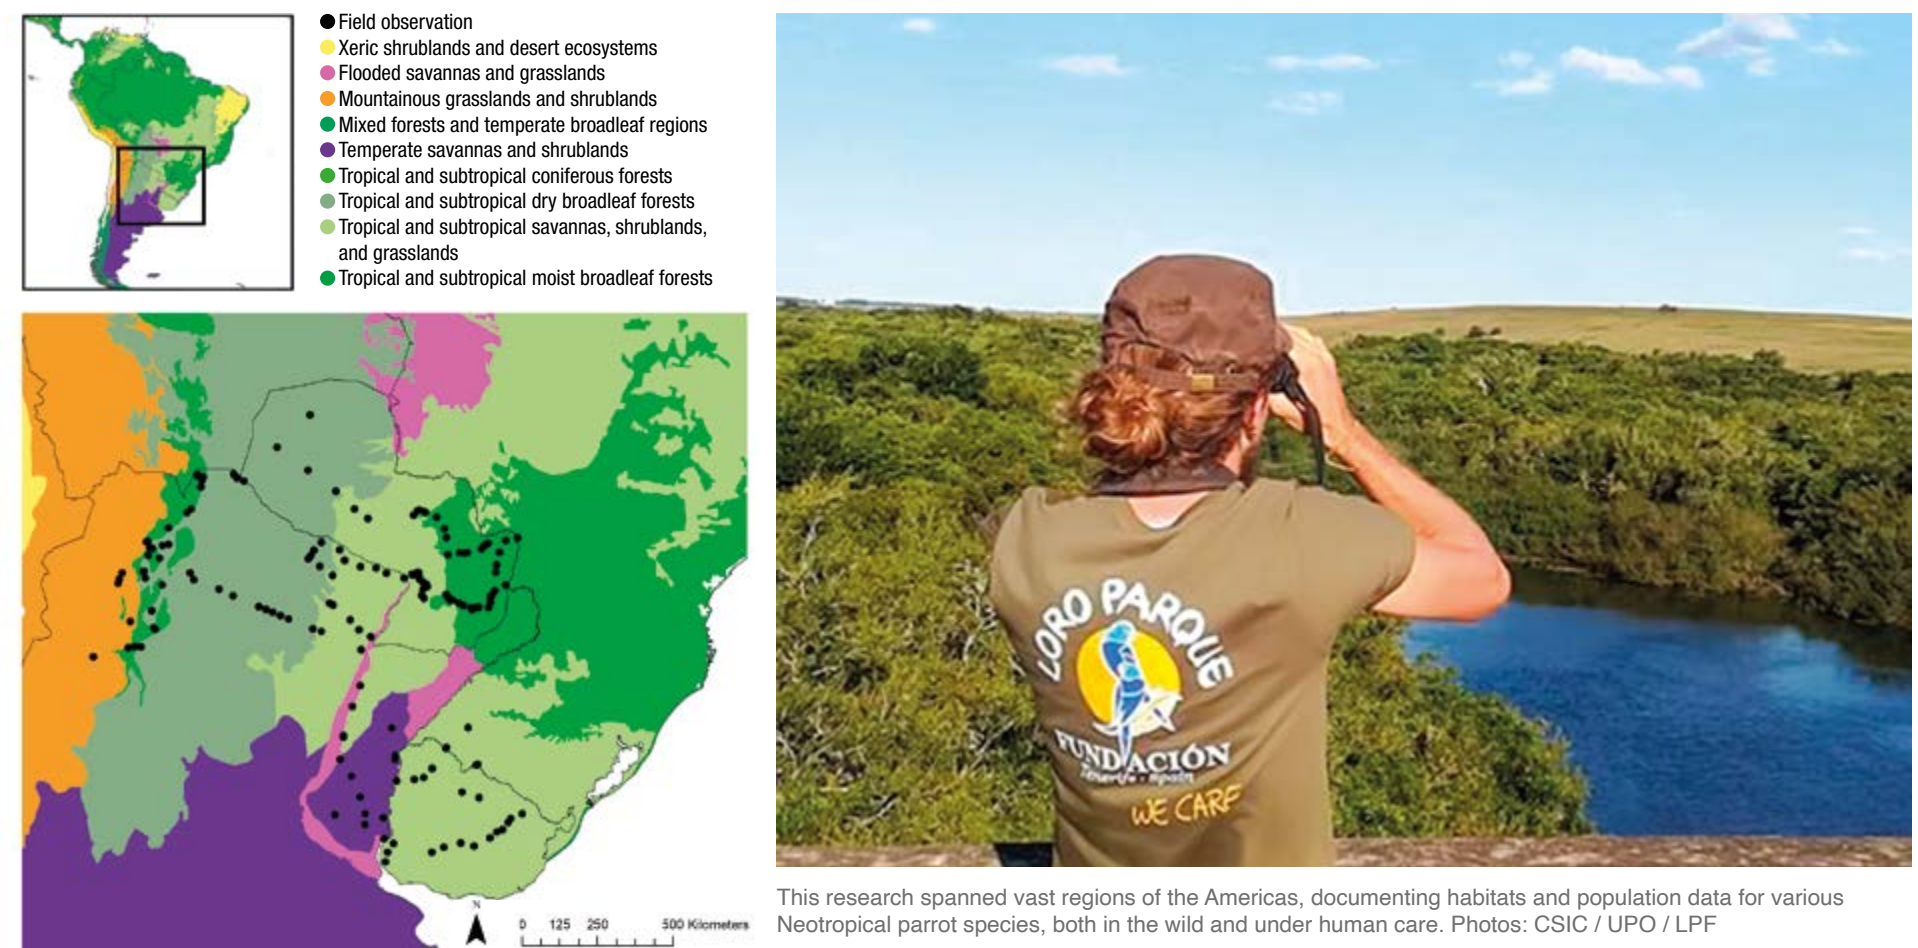 Field observation
Xeric shrublands and desert ecosystems
Flooded savannas and grasslands
Mountainous grasslands and shrublands
Mixed forests and temperate broadleaf regions
Temperate savannas and shrublands
Tropical and subtropical coniferous forests
Tropical and subtropical dry broadleaf forests
Tropical and subtropical savannas, shrublands,
and grasslands
Tropical and subtropical moist broadleaf forests
N
0 125 250 500 Kilometers
LORO PARQUE
FUNDACIÓN
Tenerife - Spain
WE CARE
This research spanned vast regions of the Americas, documenting habitats and population data for various
Neotropical parrot species, both in the wild and under human care. Photos: CSIC / UPO / LPF